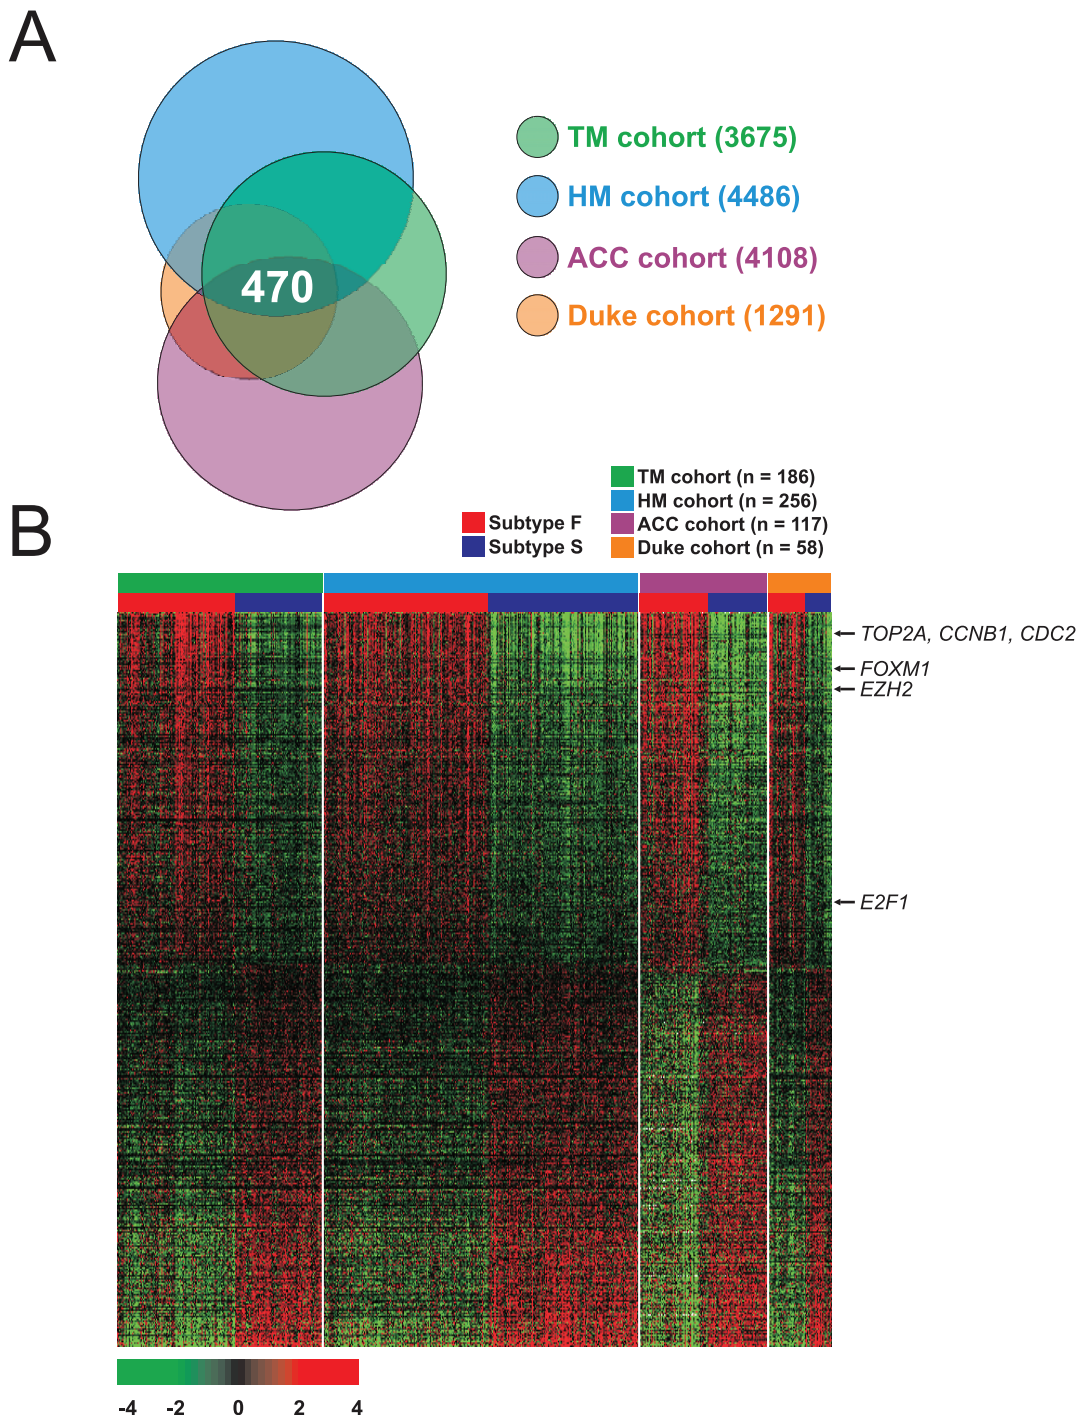 A
TM cohort (3675)
HM cohort (4486)
470
ACC cohort (4108)
Duke cohort (1291)
B
TM cohort (n = 186)
HM cohort (n = 256)
Subtype F
ACC cohort (n = 117)
Subtype S
Duke cohort (n = 58)
TOP2A, CCNB1, CDC2
FOXM1
EZH2
E2F1
-4 -2 0 2 4